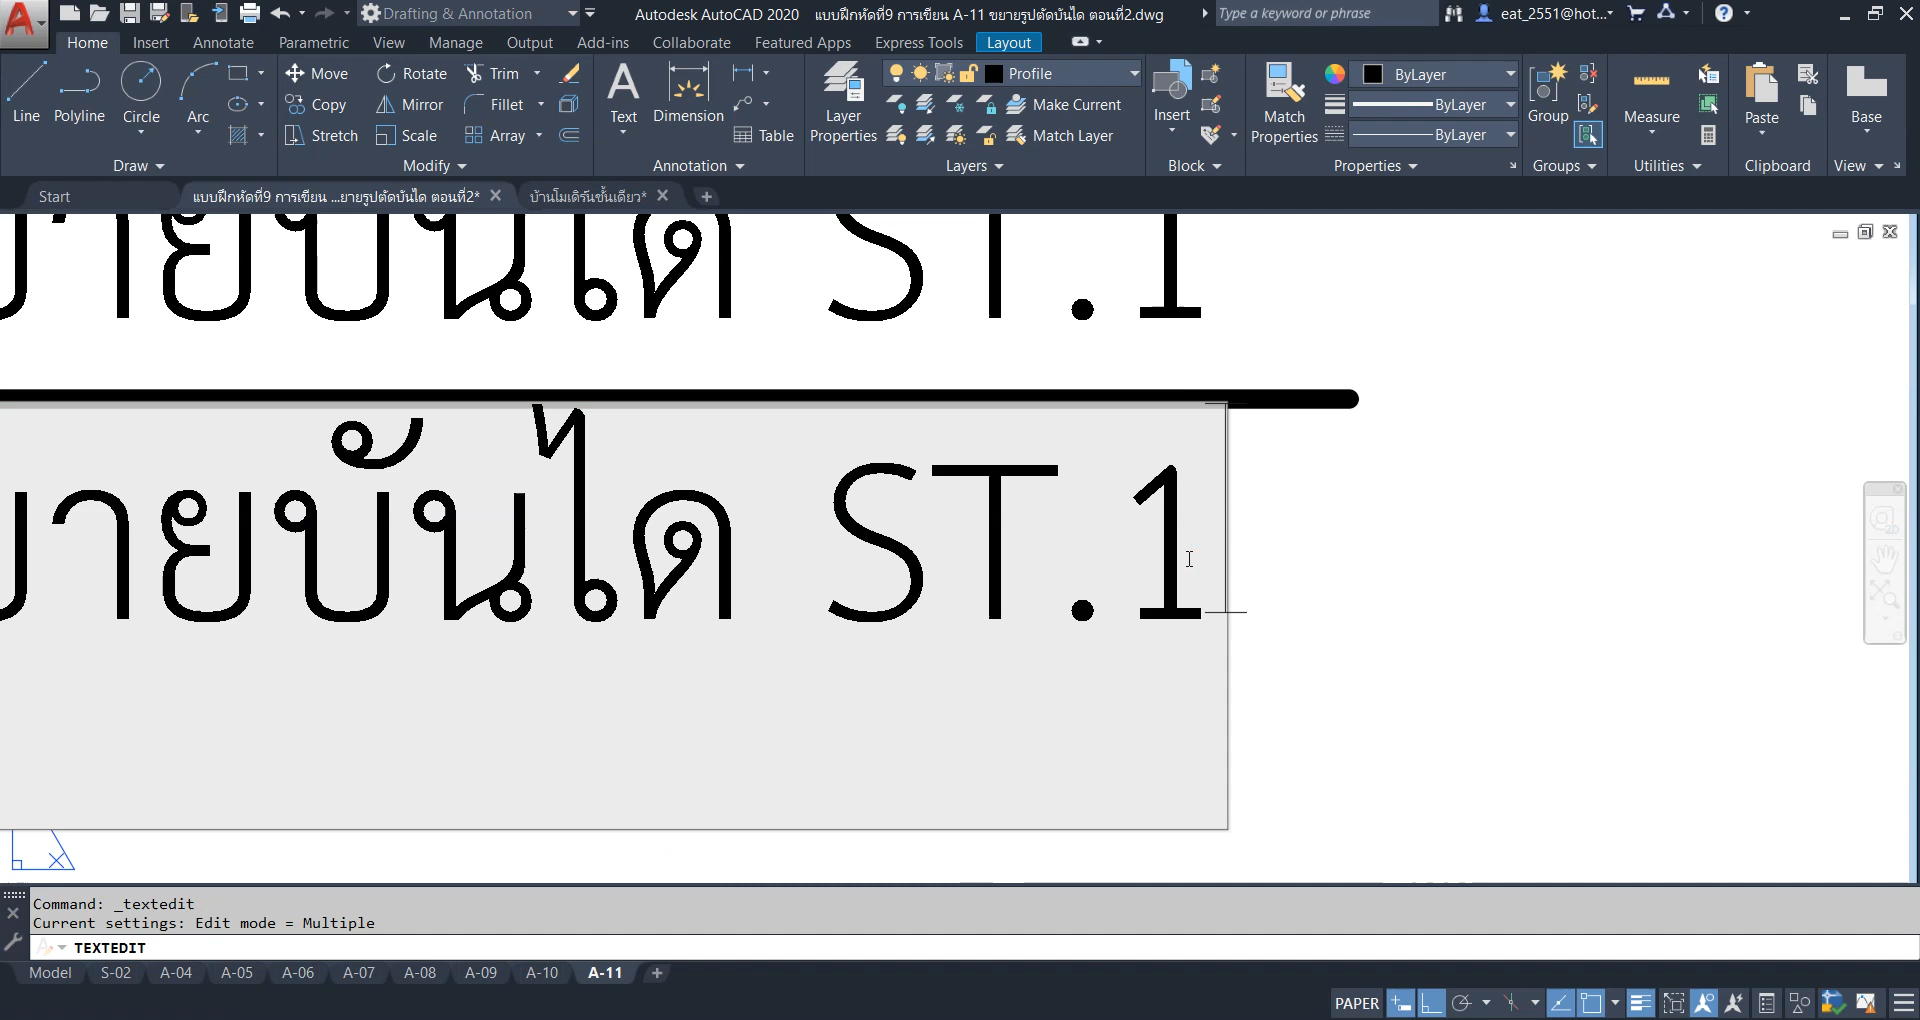 Drafting & Annotation
Autodesk AutoCAD 2020 แบบฝึกหัดที่9 การเขียน A-11 ขยายรูปตัดบันได ตอนที่2.dwg
Type a keyword or phrase
eat_2551@hot...
Home Insert Annotate Parametric View Manage Output Add-ins Collaborate Featured Apps Express Tools Layout
Line Polyline Circle Arc
Move Rotate Trim
Copy Mirror Fillet
Stretch Scale Array
Text Dimension Table
Layer Properties
Profile
Make Current
Match Layer
Insert
Match Properties
ByLayer
ByLayer
ByLayer
Group Measure Paste Base
Draw Modify Annotation Layers Block Properties Groups Utilities Clipboard View
Start แบบฝึกหัดที่9 การเขียน ...ยายรูปตัดบันได ตอนที่2* บ้านโมเดิร์นชั้นเดียว*
ยายบันได ST.1
ยายบันได ST.1
Command: _textedit
Current settings: Edit mode = Multiple
TEXTEDIT
Model S-02 A-04 A-05 A-06 A-07 A-08 A-09 A-10 A-11
PAPER